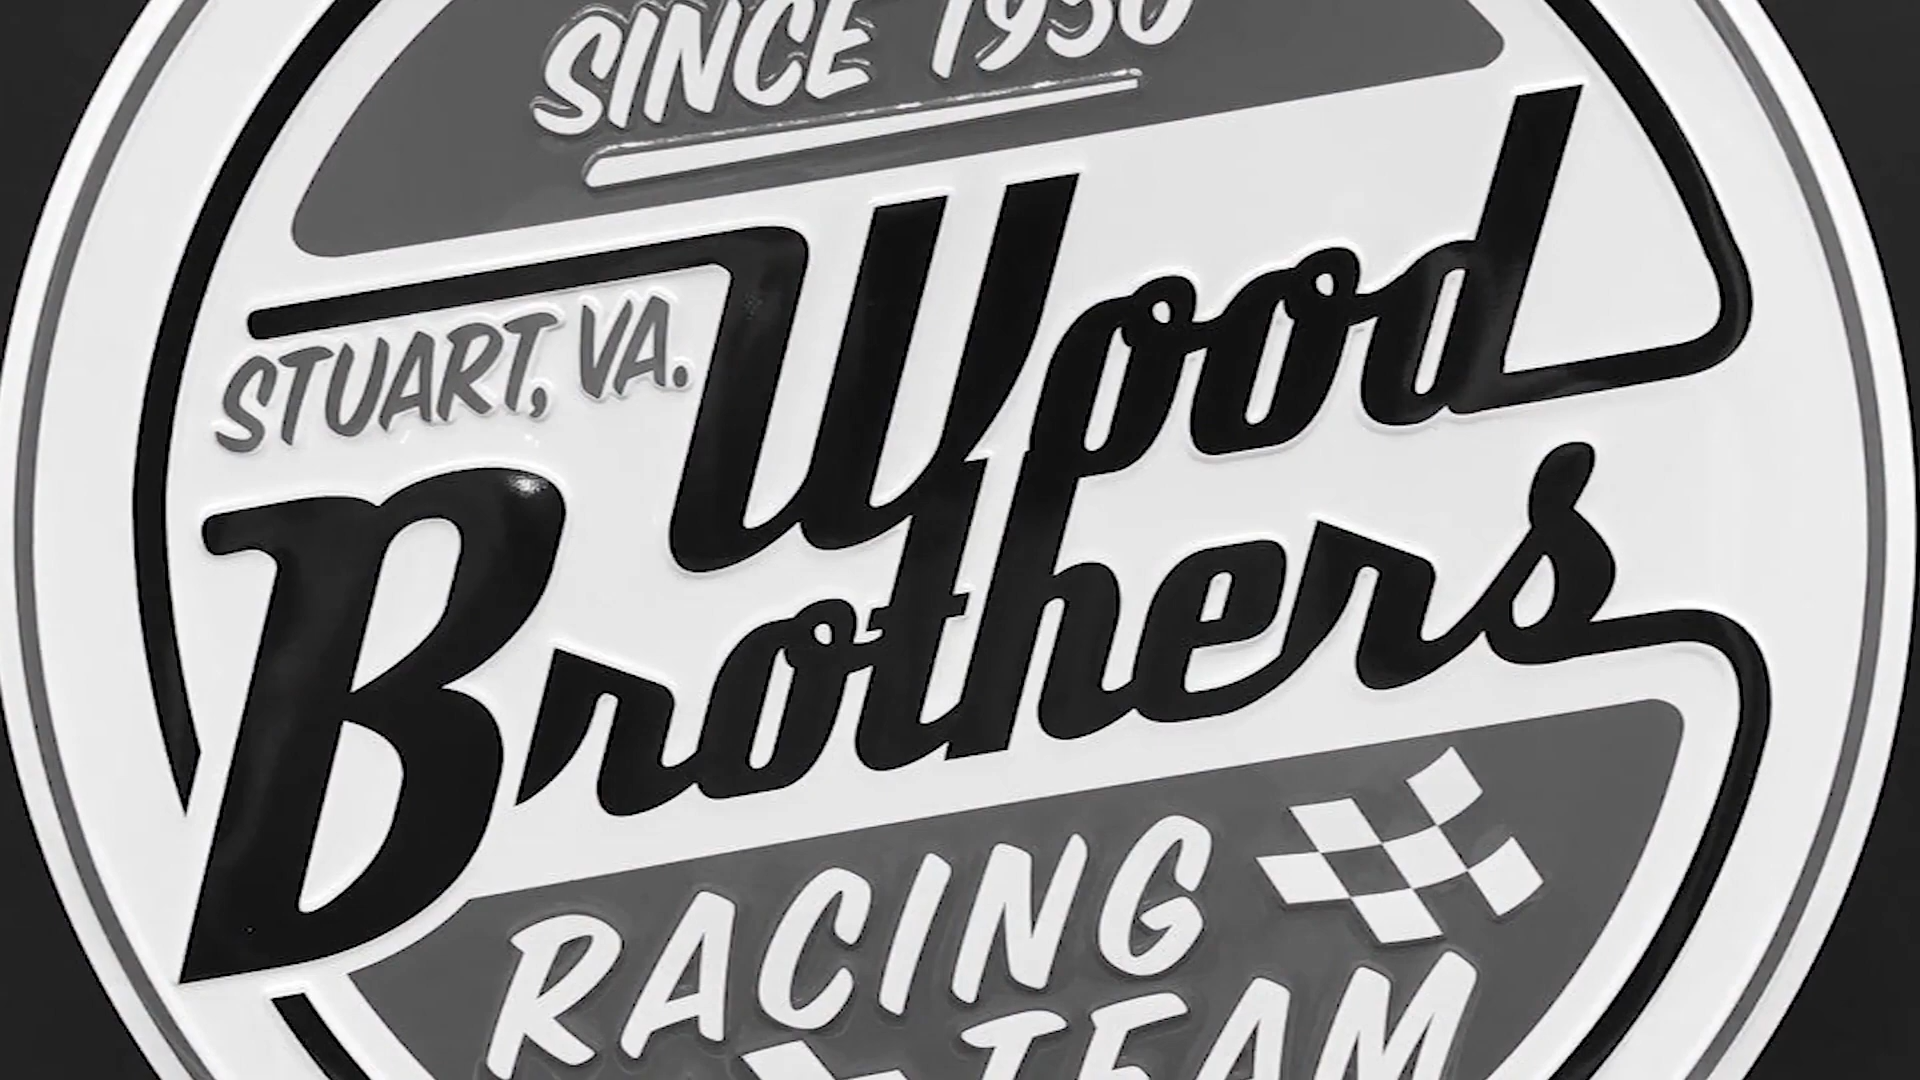 SINCE 1950
STUART, VA.
Wood
Brothers
RACING
TEAM